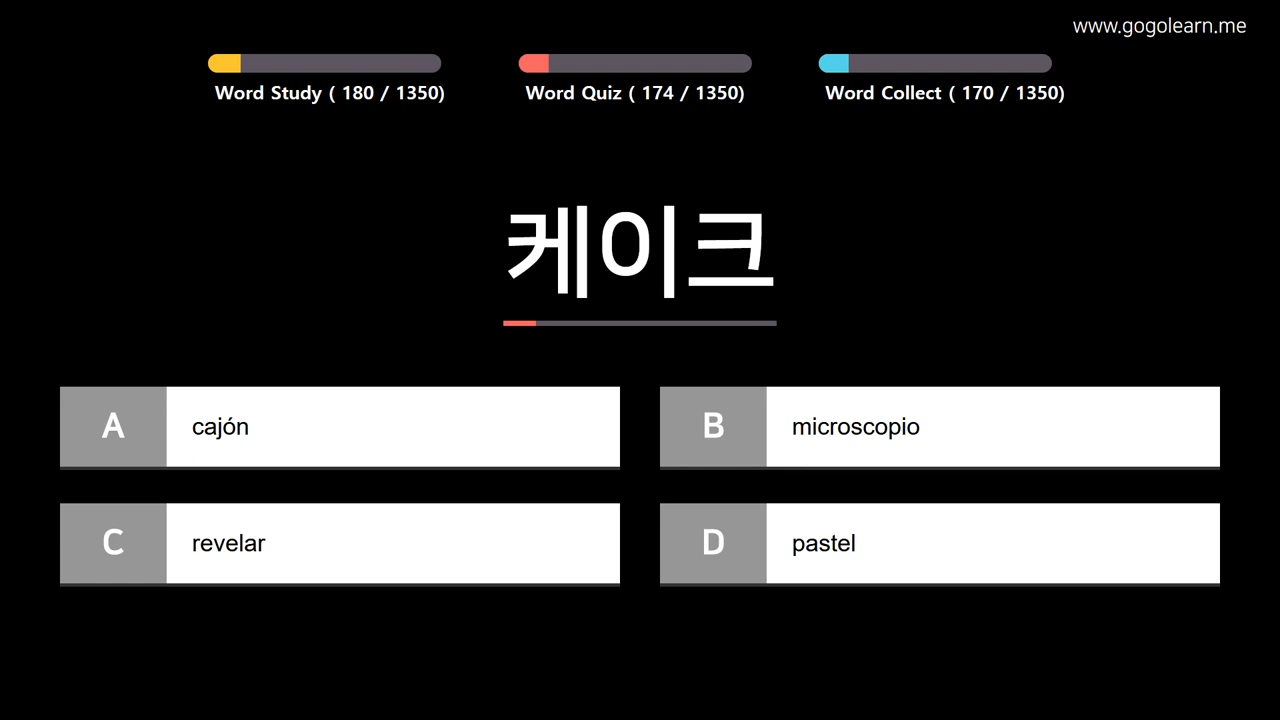 www.gogolearn.me
Word Study ( 180 / 1350)
Word Quiz ( 174 / 1350)
Word Collect ( 170 / 1350)
케이크
A cajón
B microscopio
C revelar
D pastel